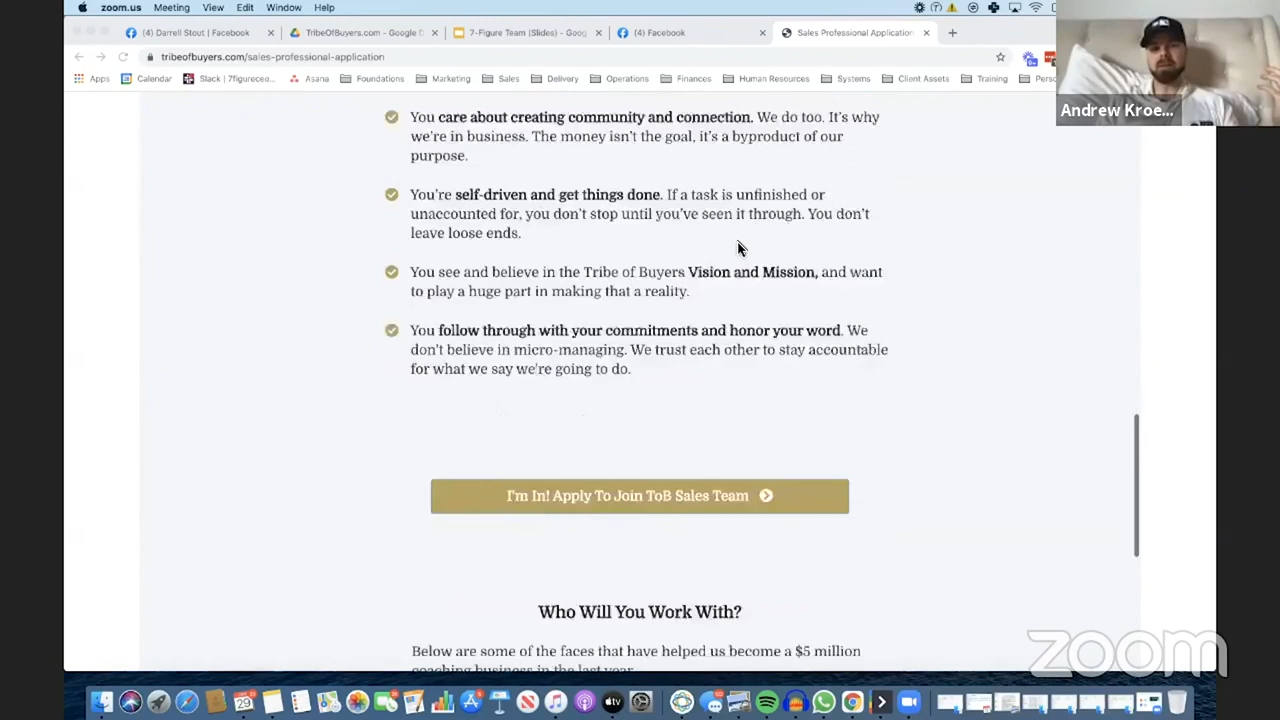 zoom.us Meeting View Edit Window Help
(4) Darrell Stout | Facebook
TribeOfBuyers.com - Google D
7-Figure Team (Slides) - Goog
(4) Facebook
Sales Professional Application
tribeofbuyers.com/sales-professional-application
Apps Calendar Slack | 7figureceo... Asana Foundations Marketing Sales Delivery Operations Finances Human Resources Systems Client Assets Training Perso
Andrew Kroe...
You care about creating community and connection. We do too. It's why
we're in business. The money isn't the goal, it's a byproduct of our
purpose.
You're self-driven and get things done. If a task is unfinished or
unaccounted for, you don't stop until you've seen it through. You don't
leave loose ends.
You see and believe in the Tribe of Buyers Vision and Mission, and want
to play a huge part in making that a reality.
You follow through with your commitments and honor your word. We
don't believe in micro-managing. We trust each other to stay accountable
for what we say we're going to do.
I'm In! Apply To Join ToB Sales Team
Who Will You Work With?
Below are some of the faces that have helped us become a $5 million
coaching business in the last year.
zoom
29
tv